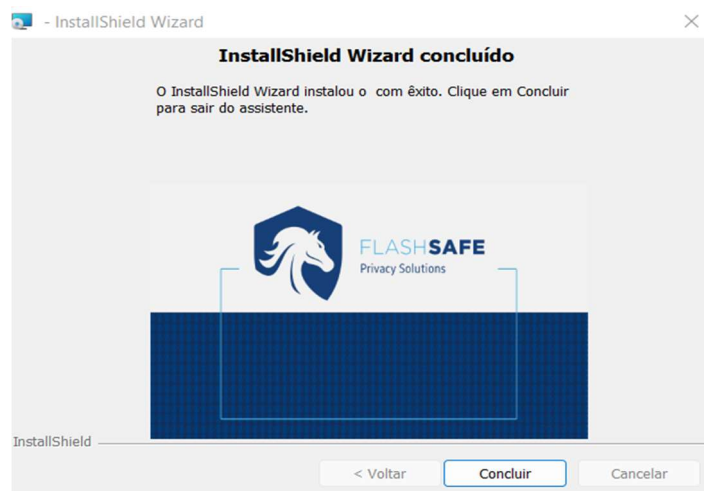 - InstallShield Wizard
InstallShield Wizard concluído
O InstallShield Wizard instalou o  com êxito. Clique em Concluir
para sair do assistente.
FLASHSAFE
Privacy Solutions
InstallShield
< Voltar
Concluir
Cancelar